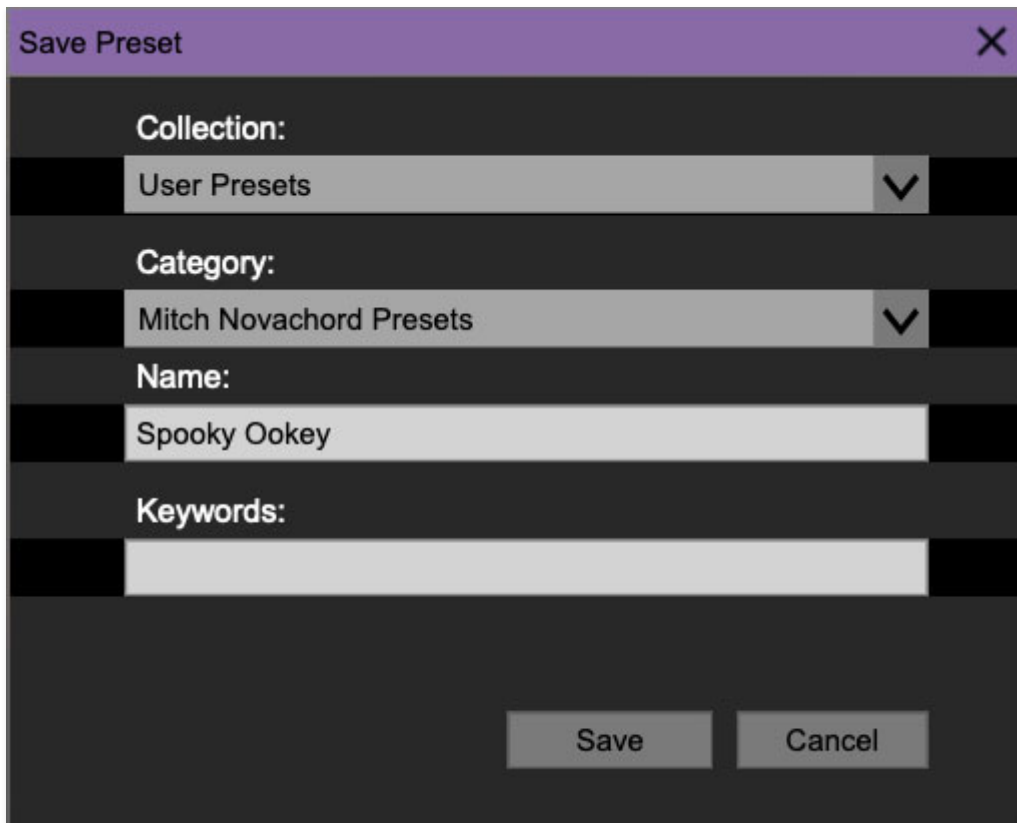 Save Preset
Collection:
User Presets
Category:
Mitch Novachord Presets
Name:
Spooky Ookey
Keywords:
Save Cancel